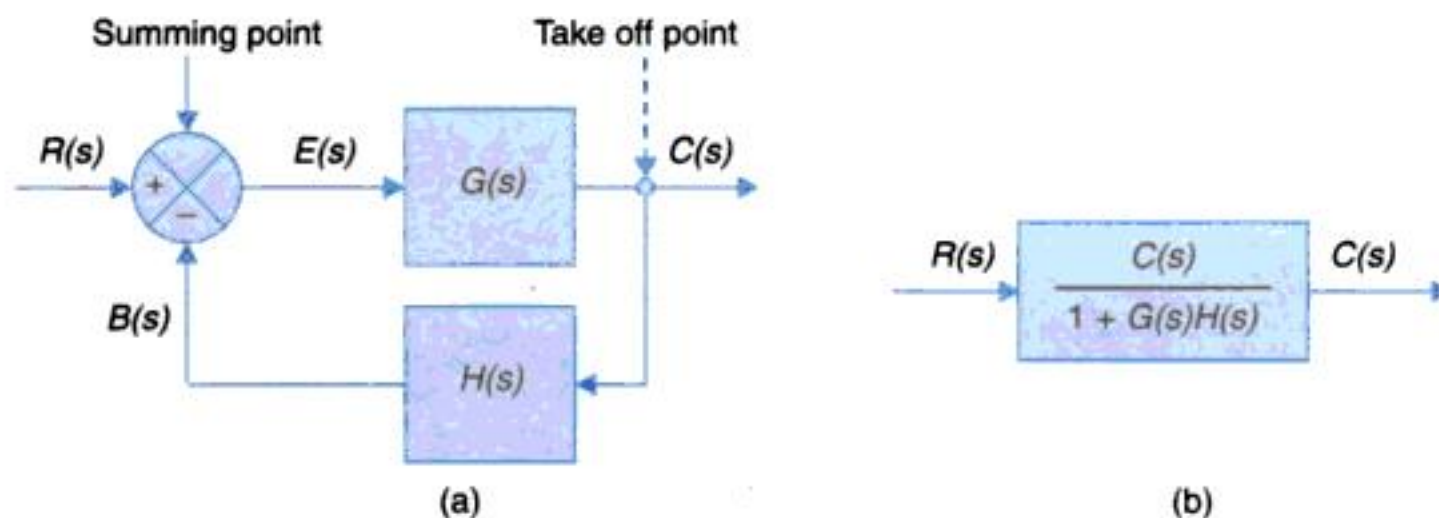 Summing point
Take off point
R(s)
E(s)
G(s)
C(s)
+
−
B(s)
H(s)
(a)
R(s)
C(s)
1 + G(s)H(s)
C(s)
(b)